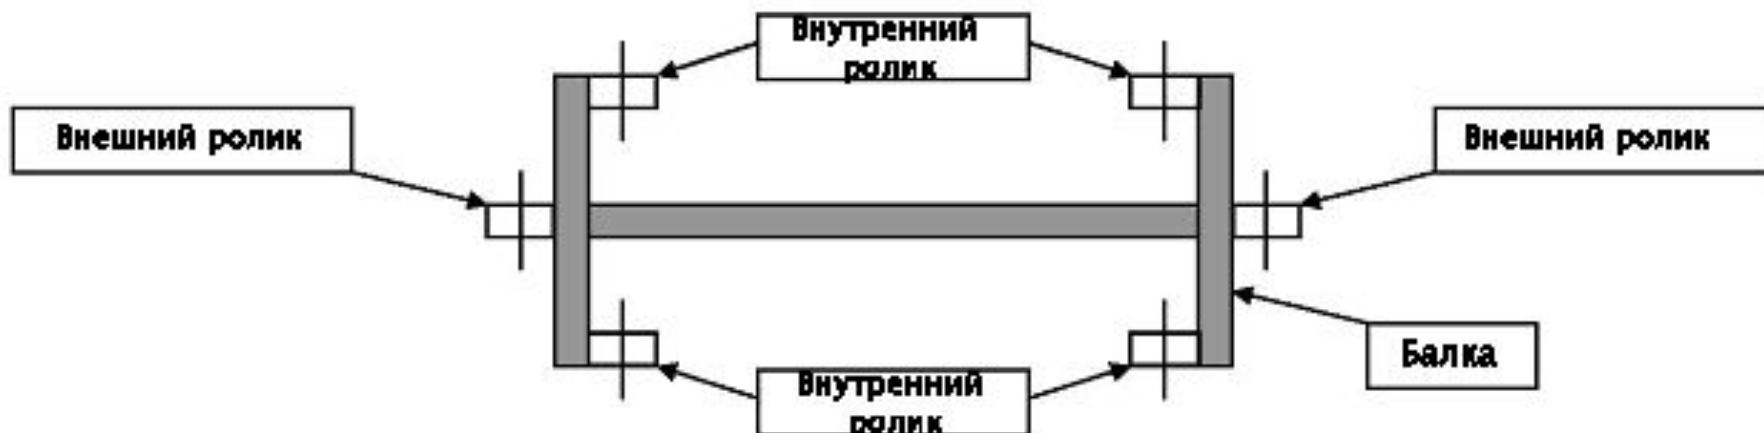 Внутренний
ролик
Внешний ролик
Внешний ролик
Балка
Внутренний
ролик